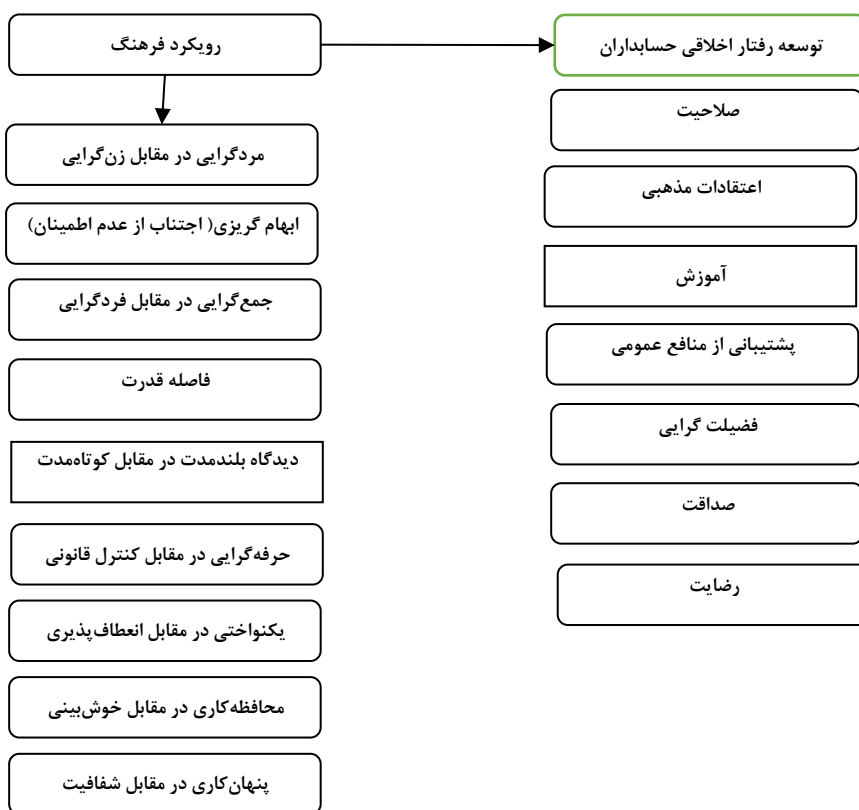 توسعه رفتار اخلاقی حسابداران
صلاحیت
اعتقادات مذهبی
آموزش
پشتیبانی از منافع عمومی
فضیلت گرایی
صداقت
رضایت
رویکرد فرهنگ
مردگرایی در مقابل زن‌گرایی
ابهام گریزی( اجتناب از عدم اطمینان)
جمع‌گرایی در مقابل فردگرایی
فاصله قدرت
دیدگاه بلندمدت در مقابل کوتاه‌مدت
حرفه‌گرایی در مقابل کنترل قانونی
یکنواختی در مقابل انعطاف‌پذیری
محافظه‌کاری در مقابل خوش‌بینی
پنهان‌کاری در مقابل شفافیت